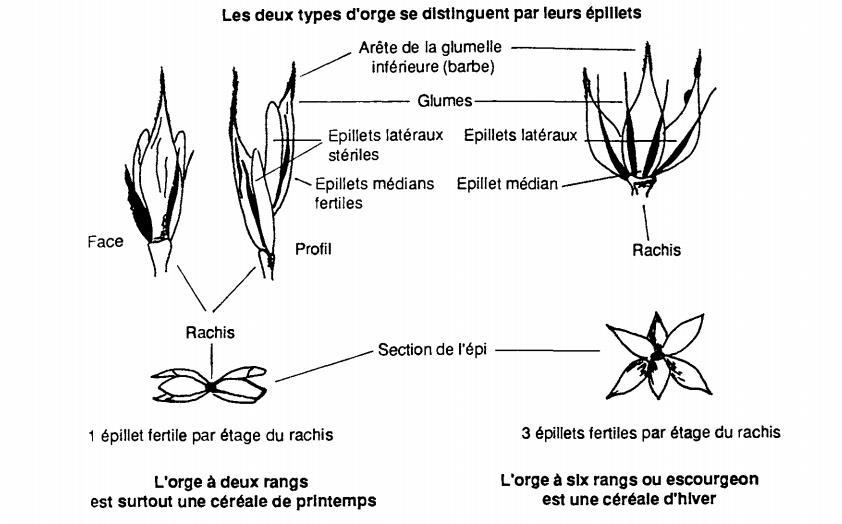 Les deux types d'orge se distinguent par leurs épillets
Arête de la glumelle
inférieure (barbe)
Glumes
Epillets latéraux
stériles
Epillets latéraux
Epillets médians
fertiles
Epillet médian
Face
Profil
Rachis
Rachis
Section de l'épi
1 épillet fertile par étage du rachis
3 épillets fertiles par étage du rachis
L'orge à deux rangs
est surtout une céréale de printemps
L'orge à six rangs ou escourgeon
est une céréale d'hiver